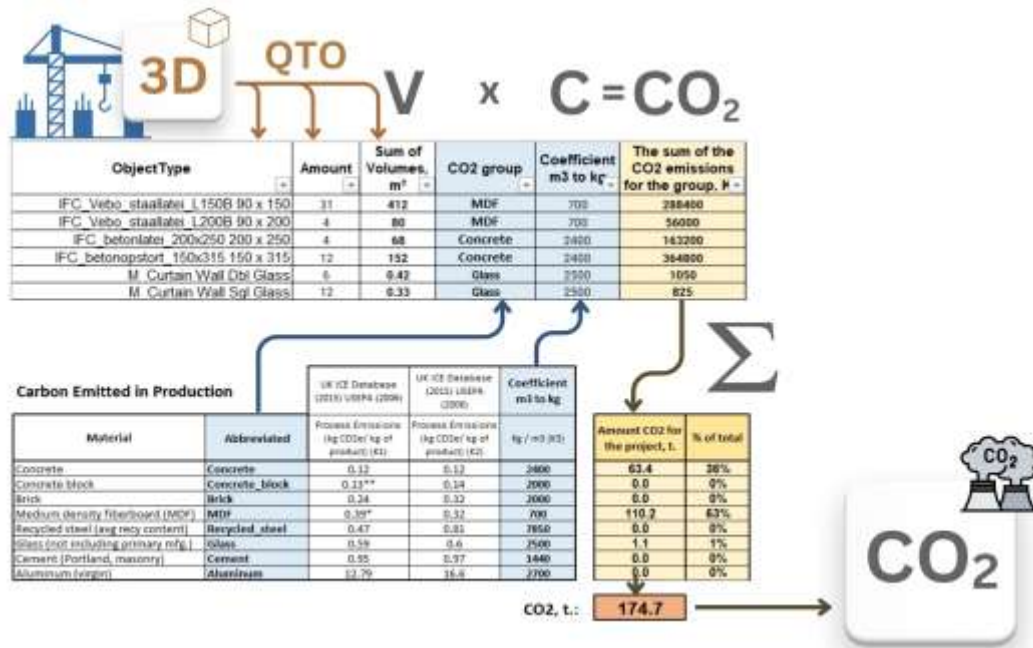 3D
QTO
V x C = CO2
ObjectType Amount Sum of Volumes, m³ CO2 group Coefficient m3 to kg The sum of the CO2 emissions for the group,
IFC_Vebo_staallatei_L150B 90 x 150 31 412 MDF 700 288400
IFC_Vebo_staallatei_L200B 90 x 200 4 80 MDF 700 56000
IFC_betonlatei_200x250 200 x 250 4 68 Concrete 2400 163200
IFC_betonopstort_150x315 150 x 315 12 152 Concrete 2400 364800
M_Curtain Wall Dbl Glass 6 0.42 Glass 2500 1050
M_Curtain Wall Sgl Glass 12 0.33 Glass 2500 825
Σ
Carbon Emitted in Production
UK ICE Database (2015) USEPA (2006) UK ICE Database (2015) USEPA (2006) Coefficient m3 to kg
Material Abbreviated Process Emissions (kg CO2e/ kg of product) (K1) Process Emissions (kg CO2e/ kg of product) (K2) kg / m3 (K3) Amount CO2 for the project, t. % of total
Concrete Concrete 0.12 0.12 2400 63.4 36%
Concrete block Concrete_block 0.13** 0.14 2000 0.0 0%
Brick Brick 0.24 0.32 2000 0.0 0%
Medium density fiberboard (MDF) MDF 0.39* 0.32 700 110.2 63%
Recycled steel (avg recy content) Recycled_steel 0.47 0.81 7850 0.0 0%
Glass (not including primary mfg.) Glass 0.59 0.6 2500 1.1 1%
Cement (Portland, masonry) Cement 0.95 0.97 1440 0.0 0%
Aluminum (virgin) Aluminum 12.79 16.6 2700 0.0 0%
CO2, t.: 174.7
CO2
CO2